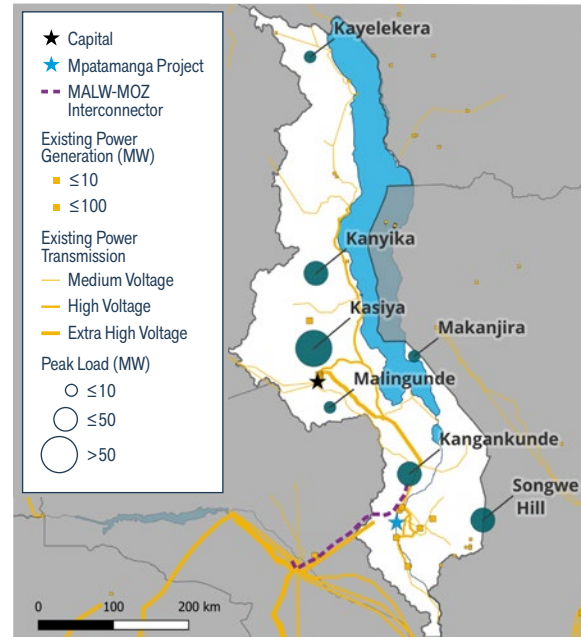 Capital
Mpatamanga Project
MALW-MOZ
Interconnector
Existing Power
Generation (MW)
≤10
≤100
Existing Power
Transmission
Medium Voltage
High Voltage
Extra High Voltage
Peak Load (MW)
≤10
≤50
>50
Kayelekera
Kanyika
Kasiya
Makanjira
Malingunde
Kangankunde
Songwe
Hill
0 100 200 km